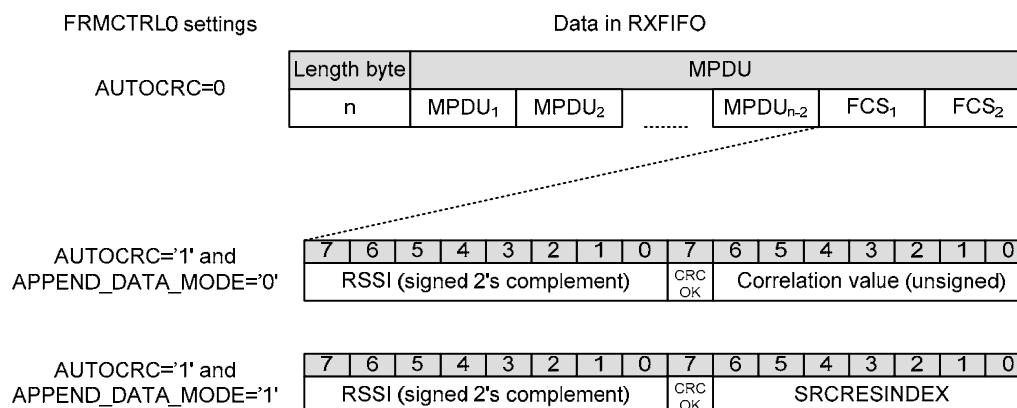 FRMCTRL0 settings Data in RXFIFO
Length byte MPDU
AUTOCRC=0
n MPDU1 MPDU2 ........ MPDUn-2 FCS1 FCS2
7 6 5 4 3 2 1 0 7 6 5 4 3 2 1 0
AUTOCRC='1' and
APPEND_DATA_MODE='0'
RSSI (signed 2's complement) CRC OK Correlation value (unsigned)
7 6 5 4 3 2 1 0 7 6 5 4 3 2 1 0
AUTOCRC='1' and
APPEND_DATA_MODE='1'
RSSI (signed 2's complement) CRC OK SRCRESINDEX